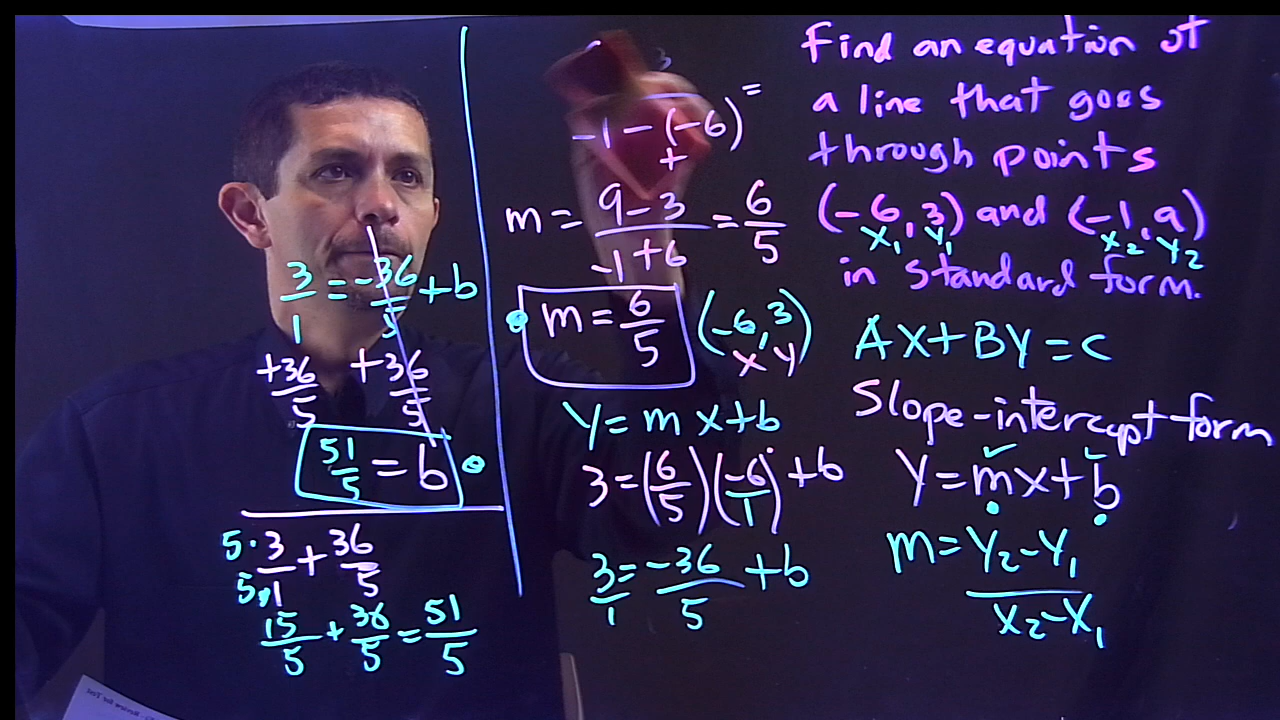 Find an equation of
a line that goes
through points
(-6, 3) and (-1, 9)
X₁ Y₁ X₂ Y₂
in standard form.
AX+BY=C
Slope-intercept form
Y=mx+b
m=Y₂-Y₁
X₂-X₁
3 =
-1-(-6)
+
m = 9-3 = 6
-1+6 5
m = 6/5 (-6, 3)
X Y
Y=mx+b
3=(6/5)(-6/1)+b
3/1 = -36/5 +b
3/1 = -36/5 +b
+36/5 +36/5
51/5 = b
5·3/5·1 + 36/5
15/5 + 36/5 = 51/5